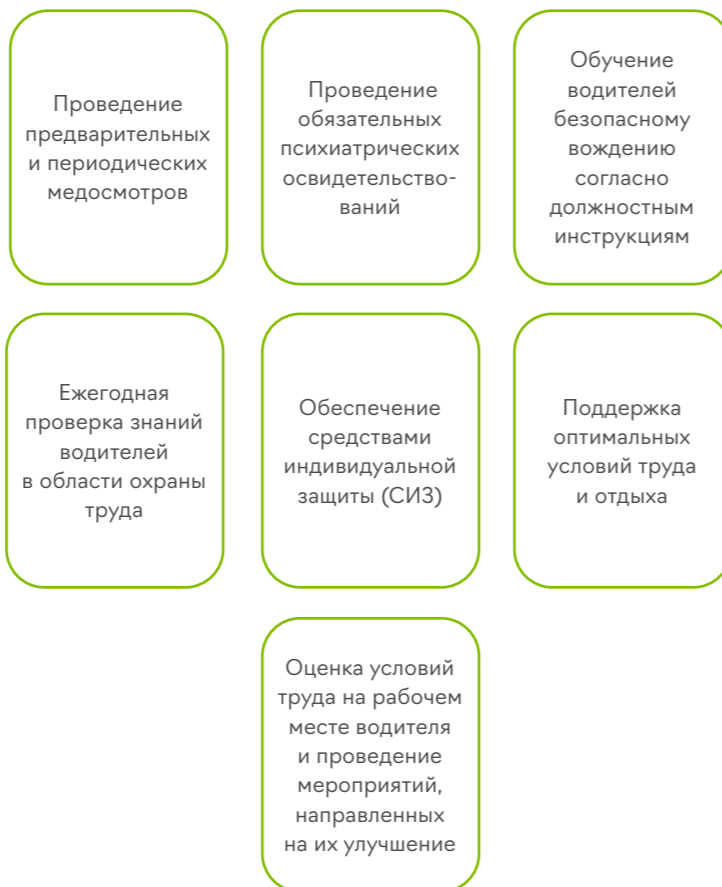 Проведение
предварительных
и периодических
медосмотров
Проведение
обязательных
психиатрических
освидетельство-
ваний
Обучение
водителей
безопасному
вождению
согласно
должностным
инструкциям
Ежегодная
проверка знаний
водителей
в области охраны
труда
Обеспечение
средствами
индивидуальной
защиты (СИЗ)
Поддержка
оптимальных
условий труда
и отдыха
Оценка условий
труда на рабочем
месте водителя
и проведение
мероприятий,
направленных
на их улучшение